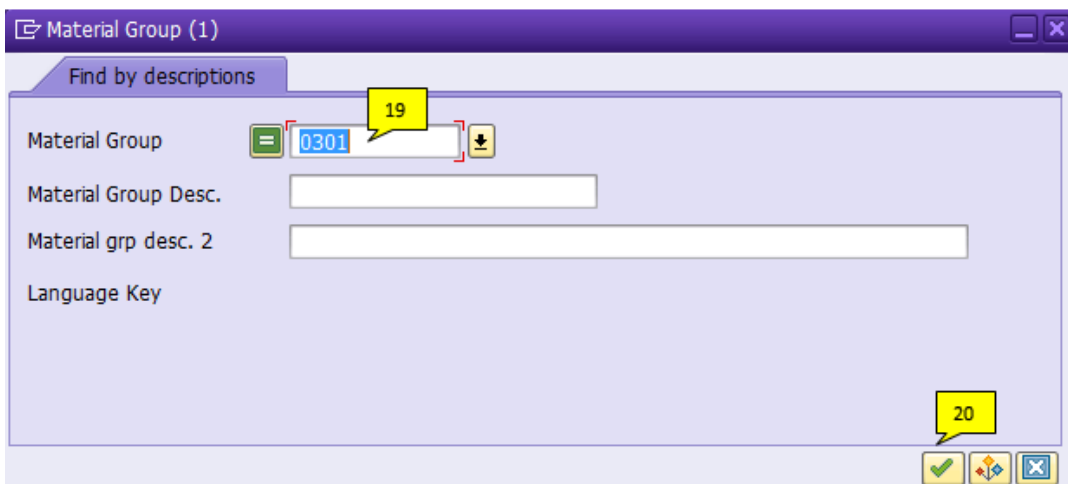 Material Group (1)
Find by descriptions
19
Material Group 0301
Material Group Desc.
Material grp desc. 2
Language Key
20